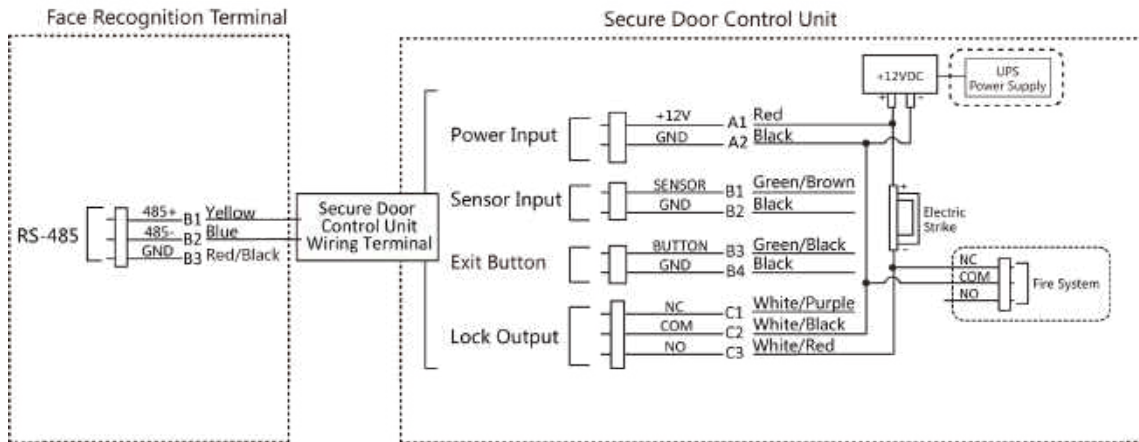 Face Recognition Terminal
Secure Door Control Unit
+12VDC
UPS
Power Supply
+ -
Power Input
+12V A1 Red
GND A2 Black
Sensor Input
SENSOR B1 Green/Brown
GND B2 Black
+
Electric
Strike
-
RS-485
485+ B1 Yellow
485- B2 Blue
GND B3 Red/Black
Secure Door
Control Unit
Wiring Terminal
Exit Button
BUTTON B3 Green/Black
GND B4 Black
NC
COM
NO
Fire System
Lock Output
NC C1 White/Purple
COM C2 White/Black
NO C3 White/Red